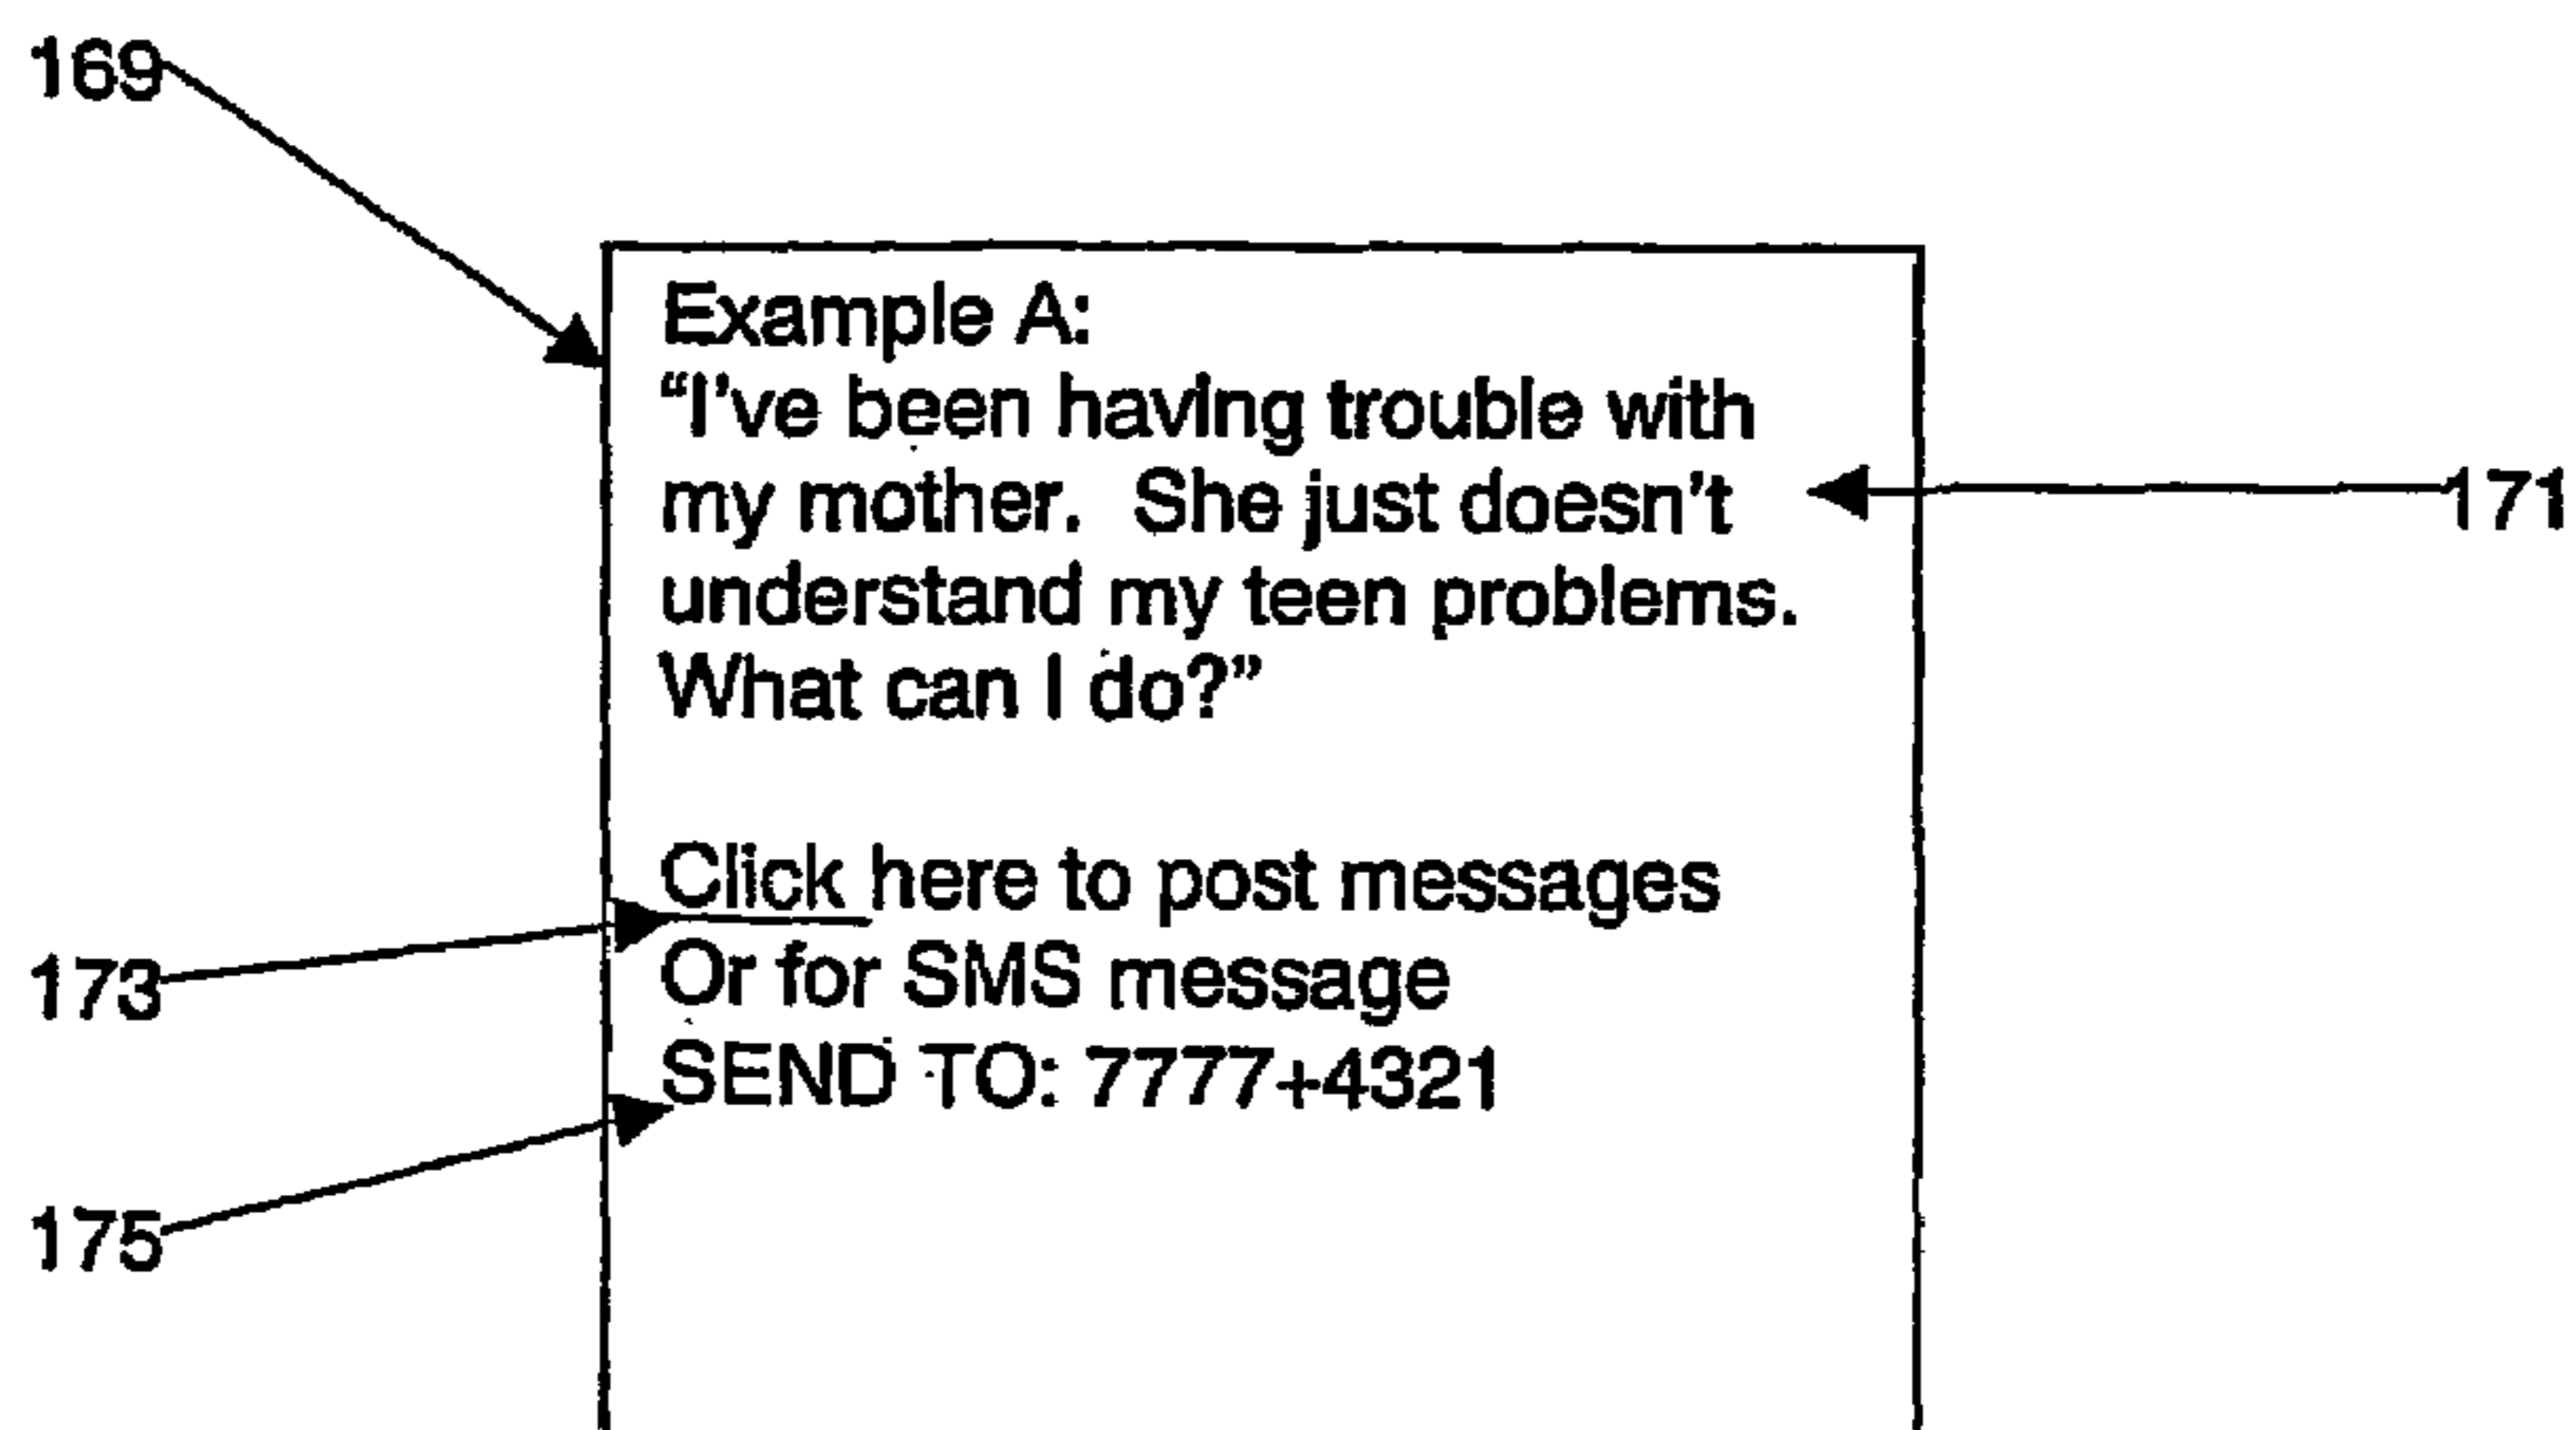 169
Example A:
“I've been having trouble with
my mother.  She just doesn't
171
understand my teen problems.
What can I do?”
Click here to post messages
173
Or for SMS message
SEND TO: 7777+4321
175